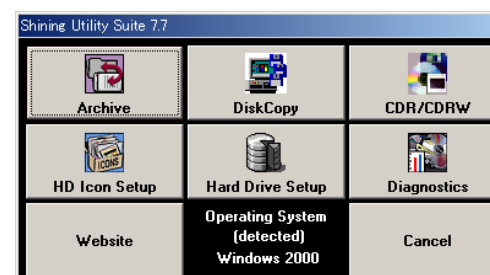 Shining Utility Suite 7.7
Archive
DiskCopy
CDR/CDRW
ICONS
HD Icon Setup
Hard Drive Setup
Diagnostics
Website
Operating System
(detected)
Windows 2000
Cancel